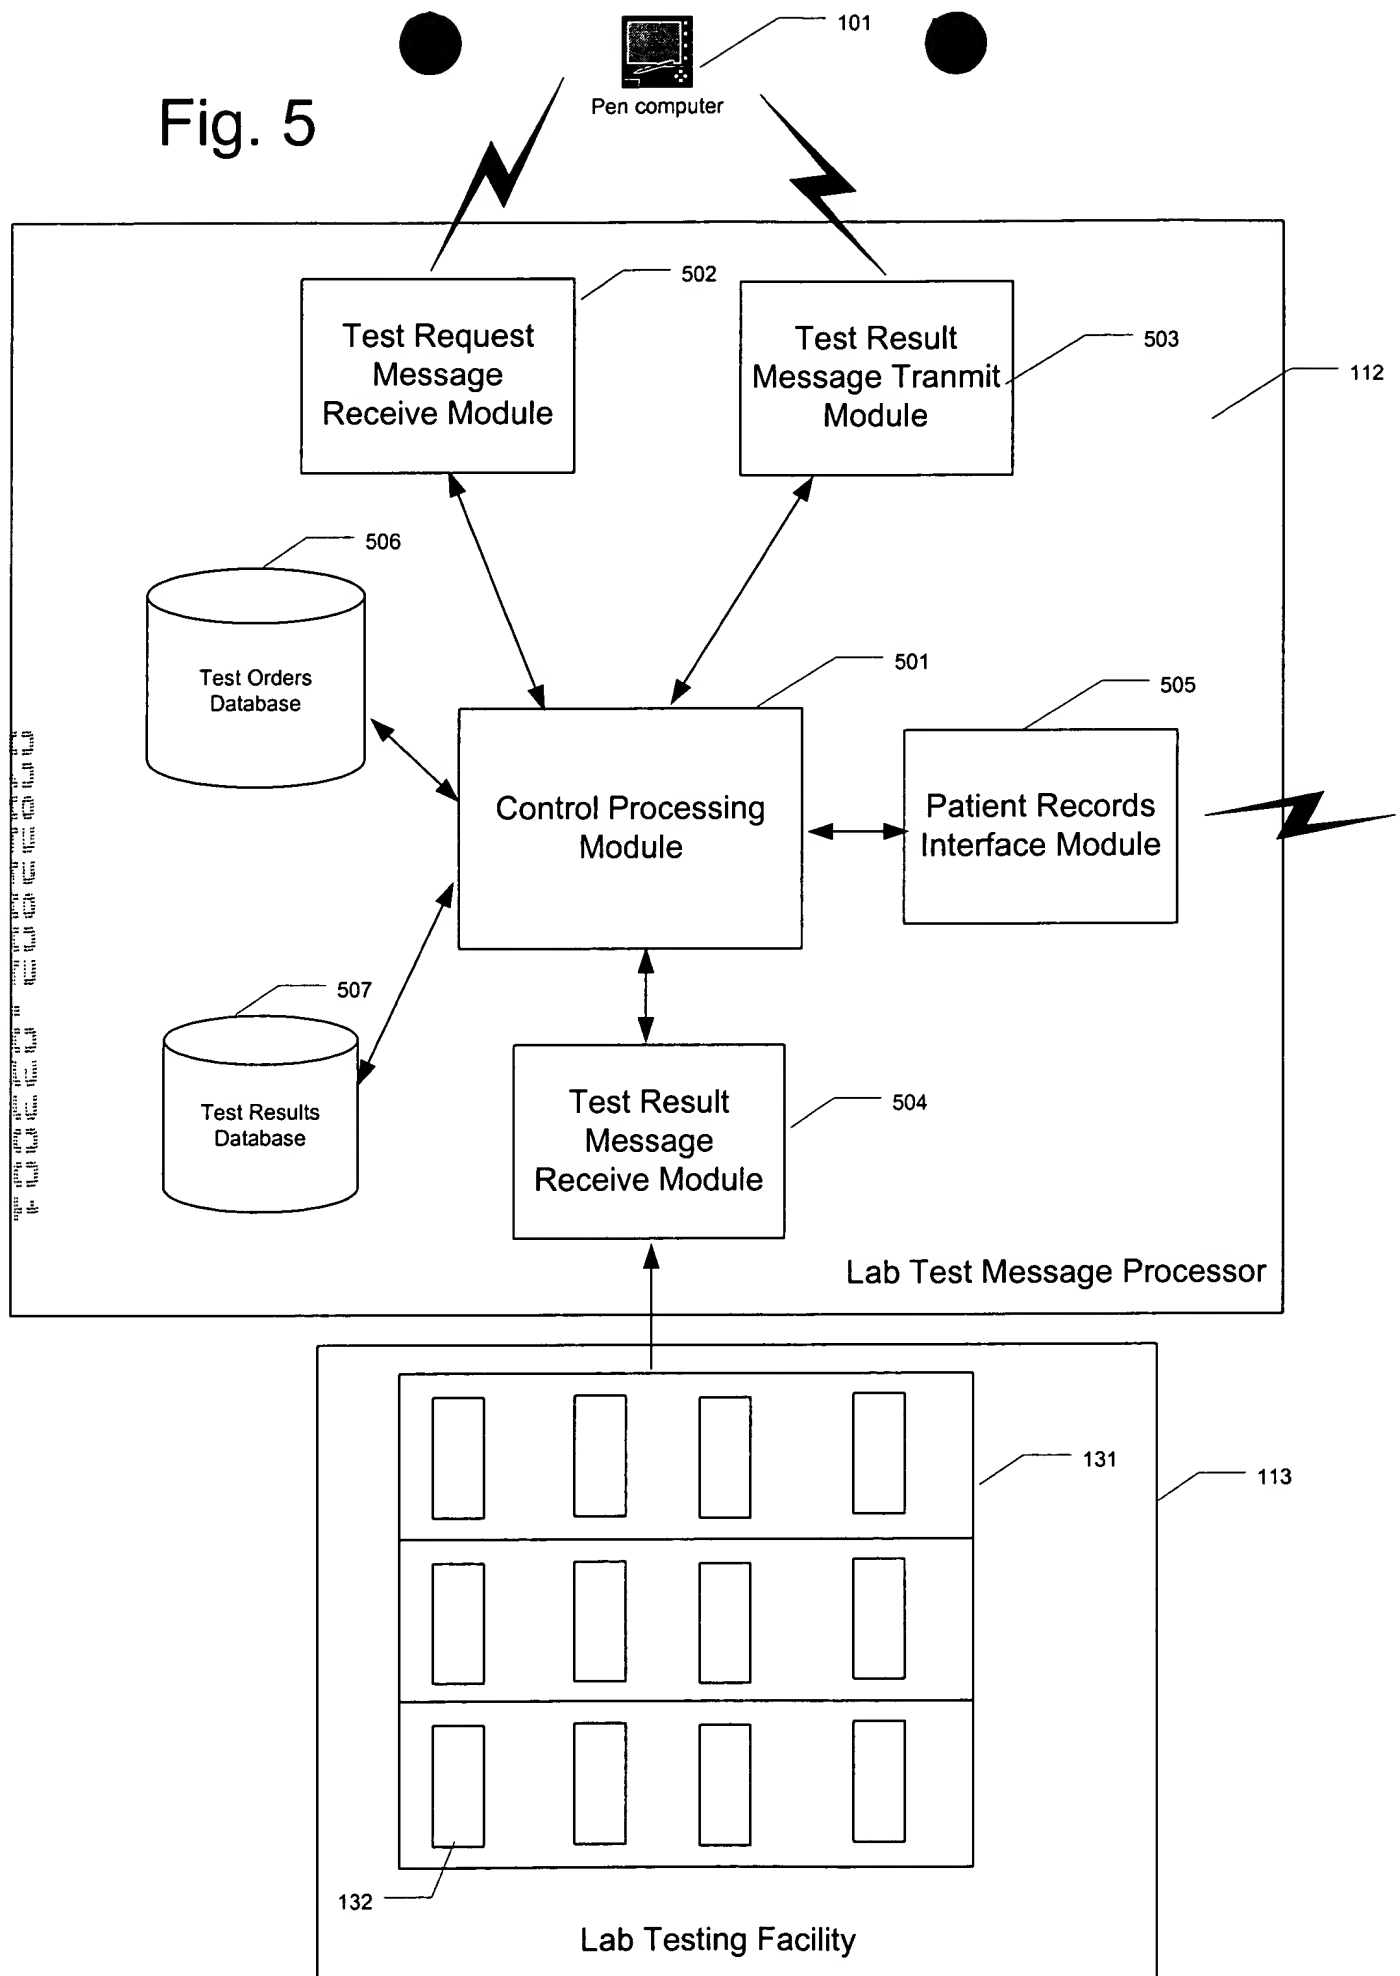 101
Pen computer
Fig. 5
502
Test Request
Message
Receive Module
Test Result
Message Tranmit
Module
503
112
506
Test Orders
Database
501
505
Control Processing
Module
Patient Records
Interface Module
507
Test Results
Database
Test Result
Message
Receive Module
504
Lab Test Message Processor
131
113
132
Lab Testing Facility